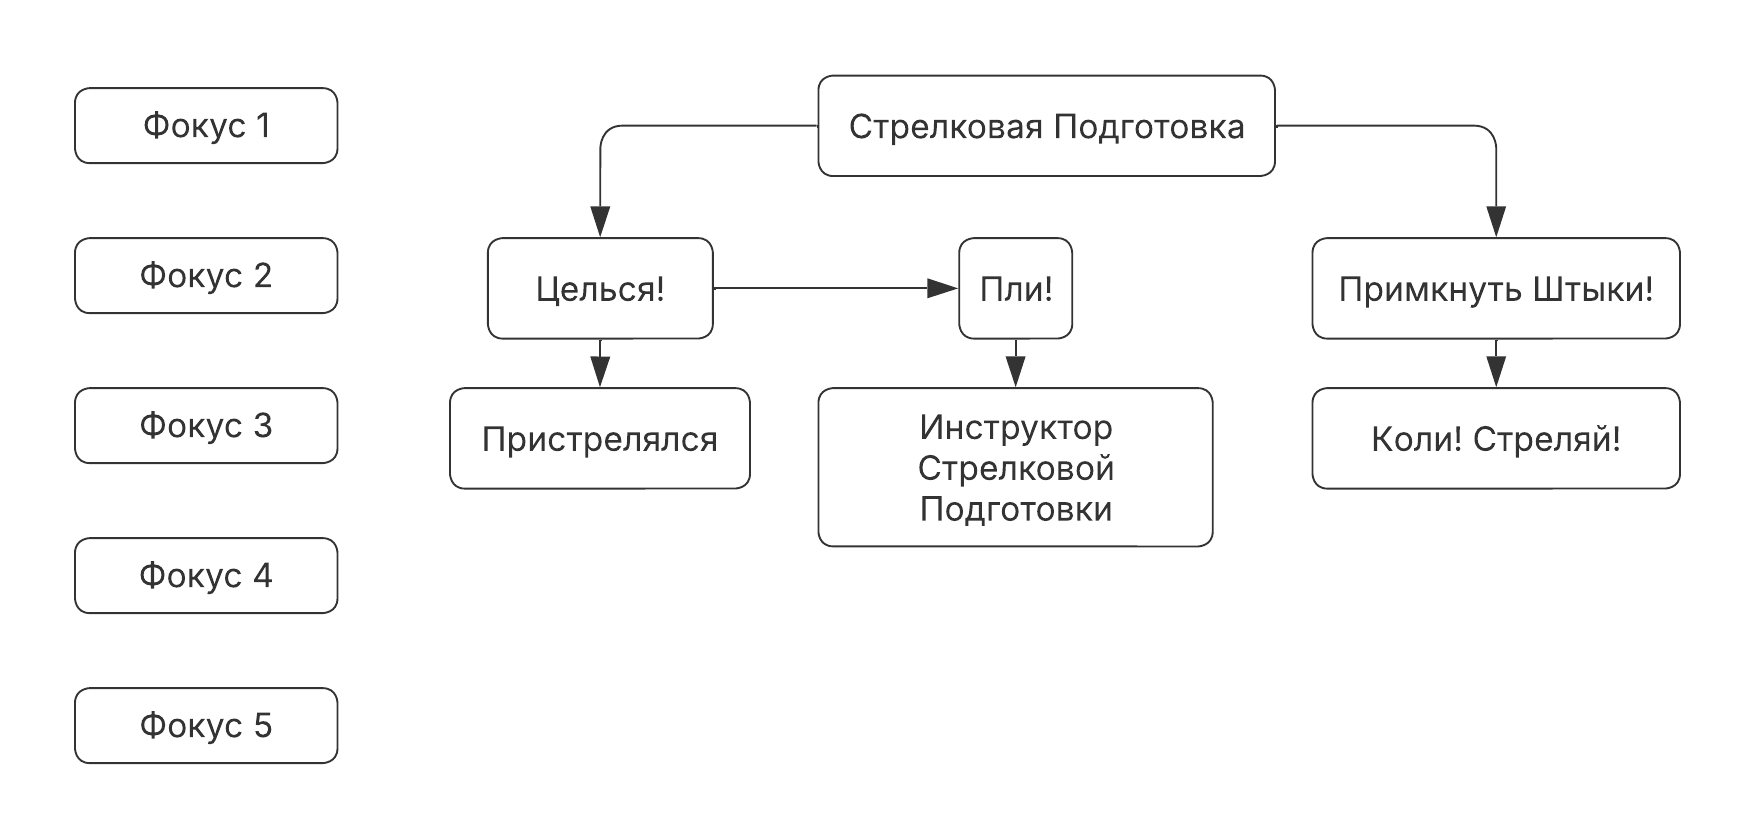 Фокус 1
Стрелковая Подготовка
Фокус 2
Целься!
Пли!
Примкнуть Штыки!
Фокус 3
Пристрелялся
Инструктор
Стрелковой
Подготовки
Коли! Стреляй!
Фокус 4
Фокус 5